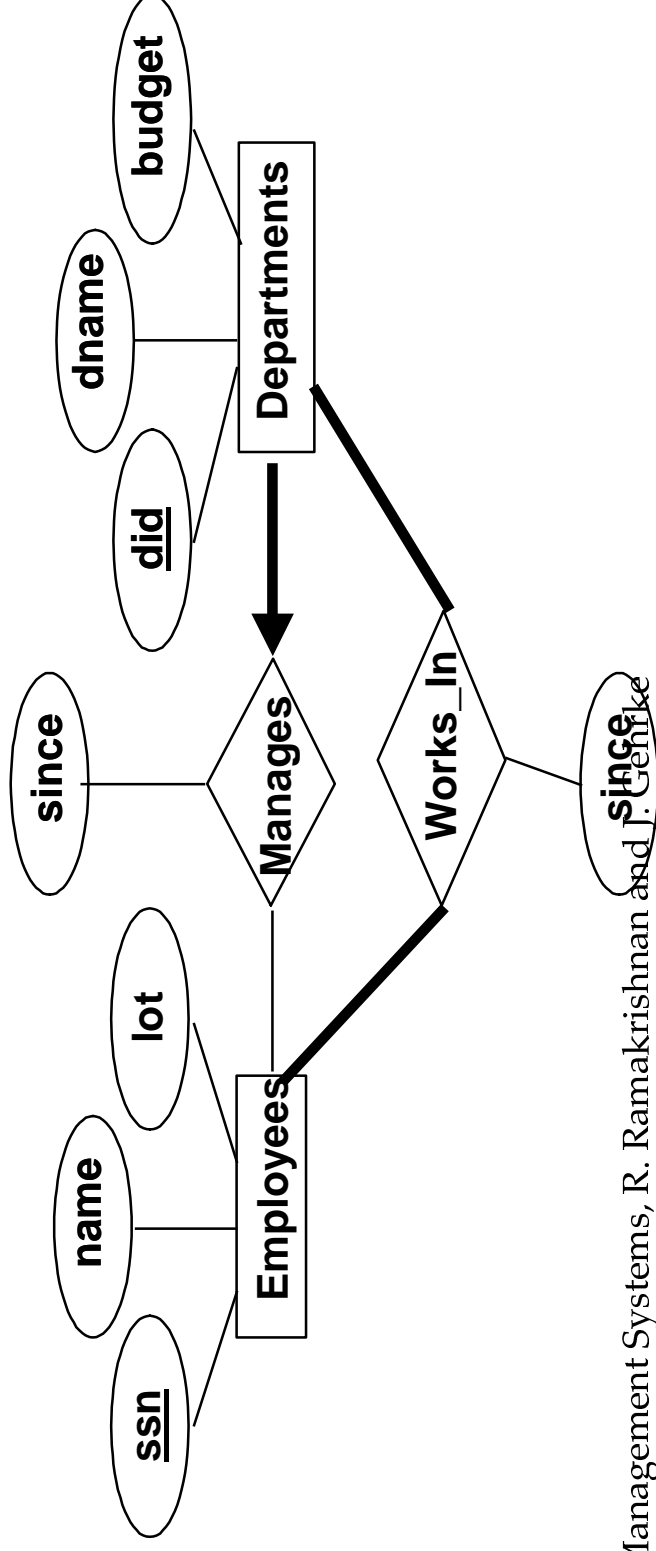 since
name
dname
ssn
lot
did
budget
Employees
Manages
Departments
Works_In
since
Management Systems, R. Ramakrishnan and J. Gehrke